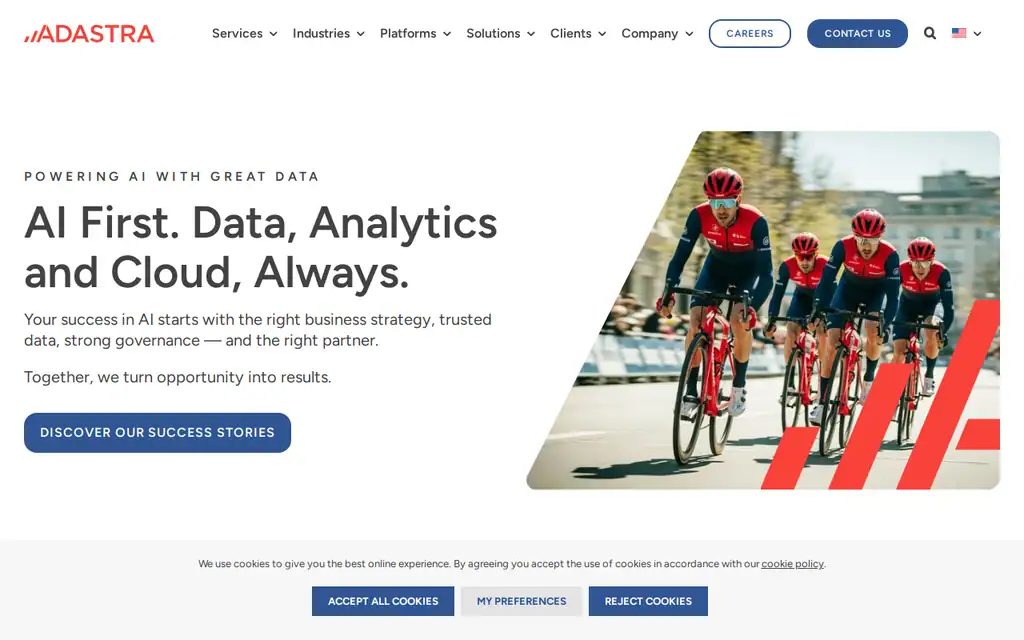 ADASTRA
Services
Industries
Platforms
Solutions
Clients
Company
CAREERS
CONTACT US
POWERING AI WITH GREAT DATA
AI First. Data, Analytics
and Cloud, Always.
Your success in AI starts with the right business strategy, trusted
data, strong governance — and the right partner.
Together, we turn opportunity into results.
DISCOVER OUR SUCCESS STORIES
We use cookies to give you the best online experience. By agreeing you accept the use of cookies in accordance with our cookie policy.
ACCEPT ALL COOKIES
MY PREFERENCES
REJECT COOKIES